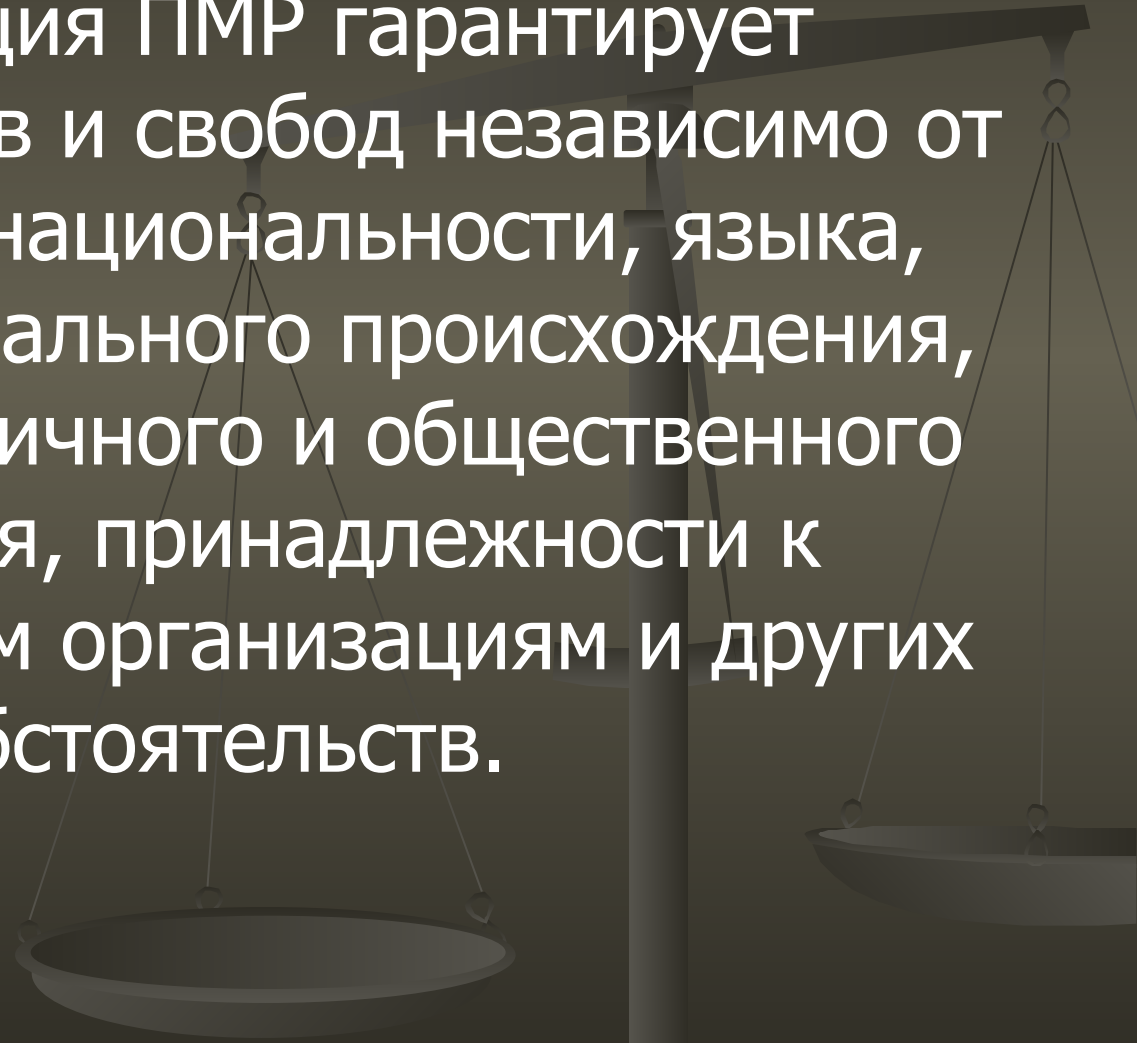 ция ПМР гарантирует
в и свобод независимо от
национальности, языка,
ального происхождения,
ичного и общественного
я, принадлежности к
м организациям и других
бстоятельств.